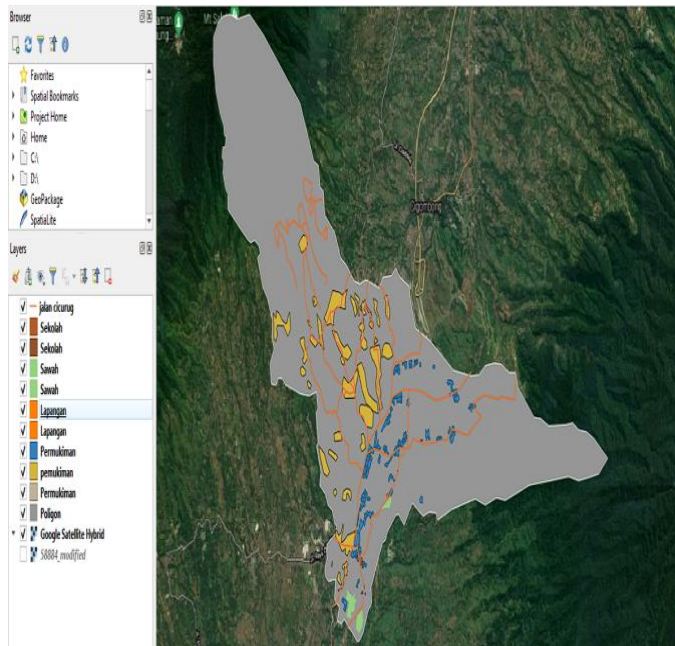 Browser
Favorites
Spatial Bookmarks
Project Home
Home
C:\
D:\
GeoPackage
SpatiaLite
Layers
jalan cicurug
Sekolah
Sekolah
Sawah
Sawah
Lapangan
Lapangan
Permukiman
pemukiman
Permukiman
Poligon
Google Satellite Hybrid
S8884_modified
Cigombong